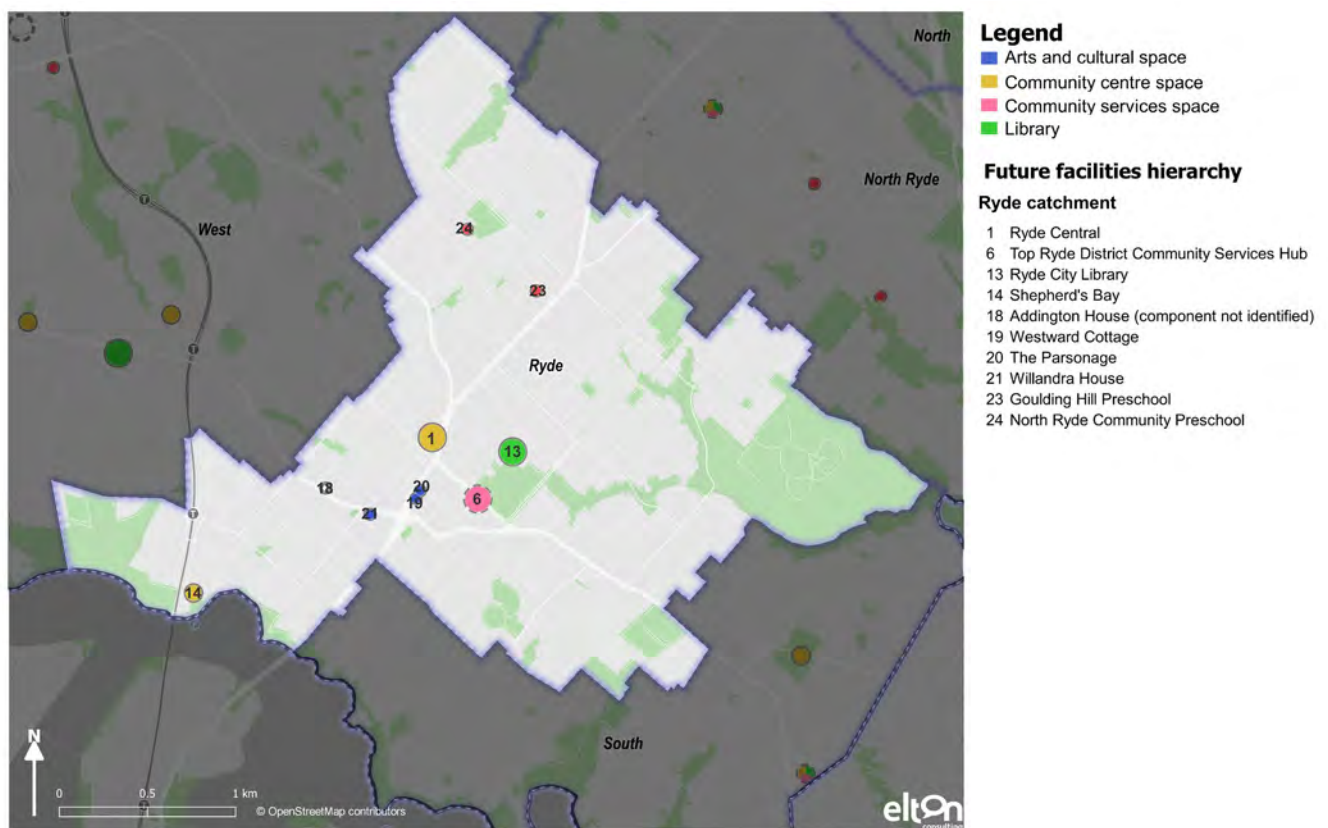 North
North Ryde
West
24
23
Ryde
1
13
20
18
19
6
21
14
South
N
0 0.5 1 km
© OpenStreetMap contributors
elton
consulting
T
T
T
T
Legend
Arts and cultural space
Community centre space
Community services space
Library
Future facilities hierarchy
Ryde catchment
1 Ryde Central
6 Top Ryde District Community Services Hub
13 Ryde City Library
14 Shepherd's Bay
18 Addington House (component not identified)
19 Westward Cottage
20 The Parsonage
21 Willandra House
23 Goulding Hill Preschool
24 North Ryde Community Preschool